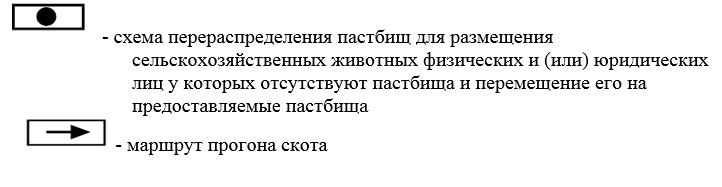 - схема перераспределения пастбищ для размещения
сельскохозяйственных животных физических и (или) юридических
лиц у которых отсутствуют пастбища и перемещение его на
предоставляемые пастбища
- маршрут прогона скота